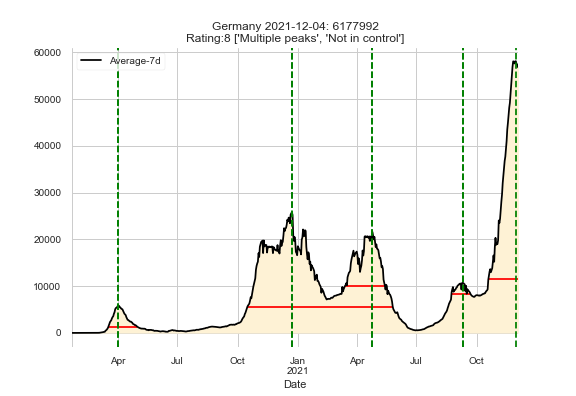 Germany 2021-12-04: 6177992
Rating:8 ['Multiple peaks', 'Not in control']
Average-7d
60000
50000
40000
30000
20000
10000
0
Apr Jul Oct Jan Apr Jul Oct
2021
Date